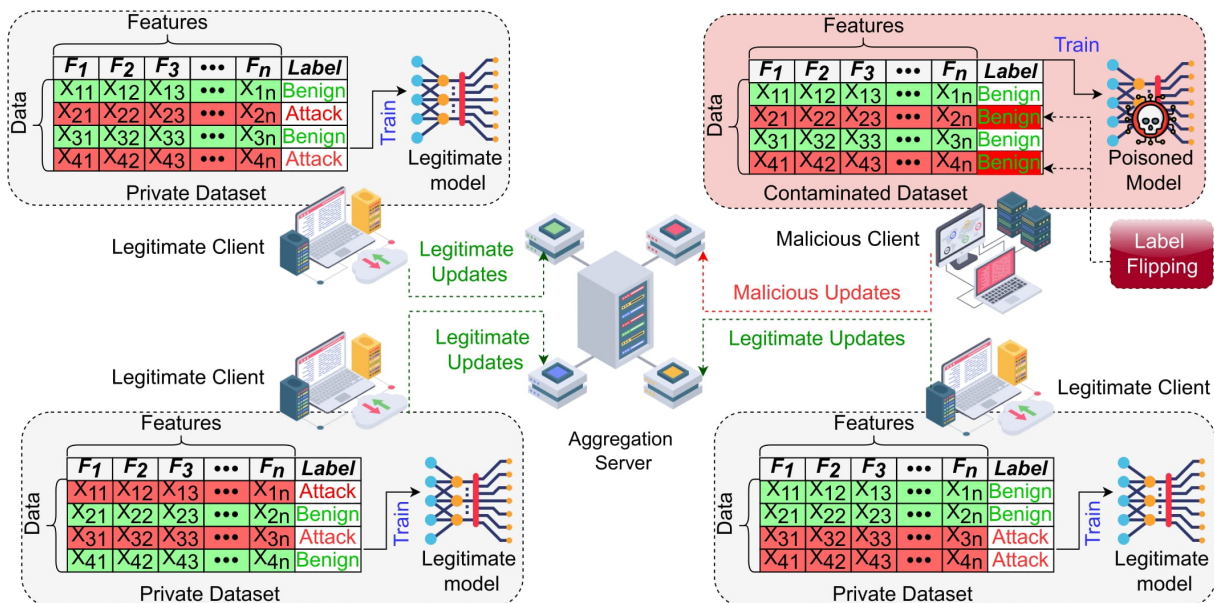 Features
F1 F2 F3 ••• Fn Label
Data
X11 X12 X13 ••• X1n Benign
X21 X22 X23 ••• X2n Attack
X31 X32 X33 ••• X3n Benign
X41 X42 X43 ••• X4n Attack
Train
Legitimate
model
Private Dataset
Legitimate Client
Legitimate
Updates
Features
F1 F2 F3 ••• Fn Label
Data
X11 X12 X13 ••• X1n Benign
X21 X22 X23 ••• X2n Benign
X31 X32 X33 ••• X3n Benign
X41 X42 X43 ••• X4n Benign
Train
Poisoned
Model
Contaminated Dataset
Malicious Client
Label
Flipping
Malicious Updates
Legitimate Client
Legitimate
Updates
Legitimate Updates
Legitimate Client
Aggregation
Server
Features
F1 F2 F3 ••• Fn Label
Data
X11 X12 X13 ••• X1n Attack
X21 X22 X23 ••• X2n Benign
X31 X32 X33 ••• X3n Attack
X41 X42 X43 ••• X4n Benign
Train
Legitimate
model
Private Dataset
Features
F1 F2 F3 ••• Fn Label
Data
X11 X12 X13 ••• X1n Benign
X21 X22 X23 ••• X2n Benign
X31 X32 X33 ••• X3n Attack
X41 X42 X43 ••• X4n Attack
Train
Legitimate
model
Private Dataset